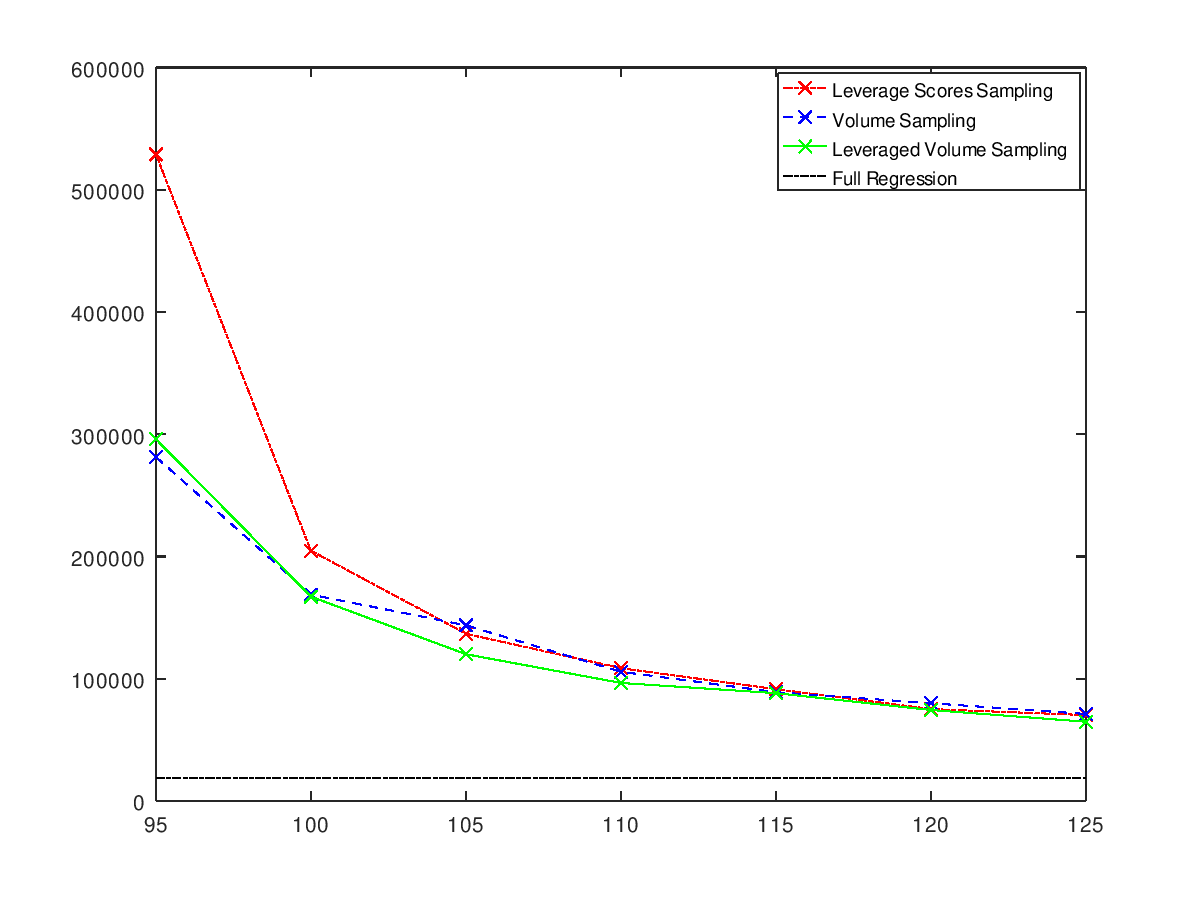 600000
500000
400000
300000
200000
100000
0
95 100 105 110 115 120 125
Leverage Scores Sampling
Volume Sampling
Leveraged Volume Sampling
Full Regression